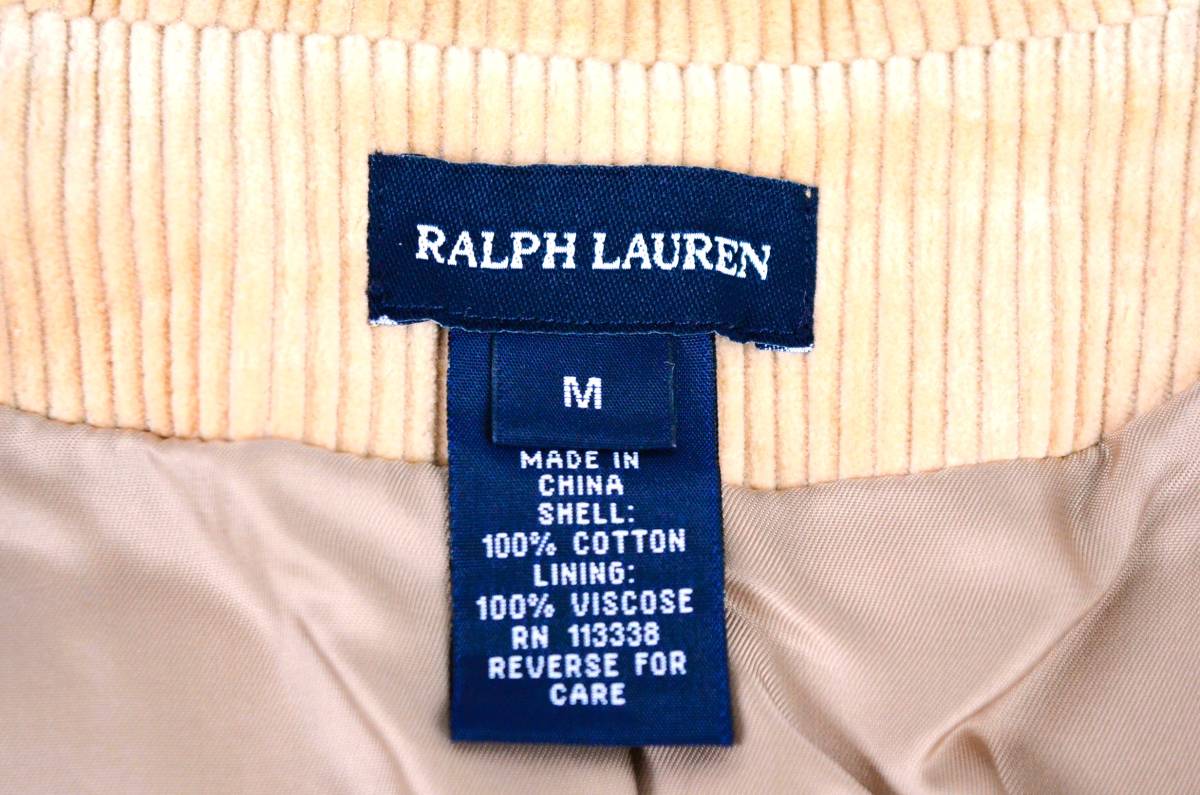 RALPH LAUREN
M
MADE IN
CHINA
SHELL:
100% COTTON
LINING:
100% VISCOSE
RN 113338
REVERSE FOR
CARE